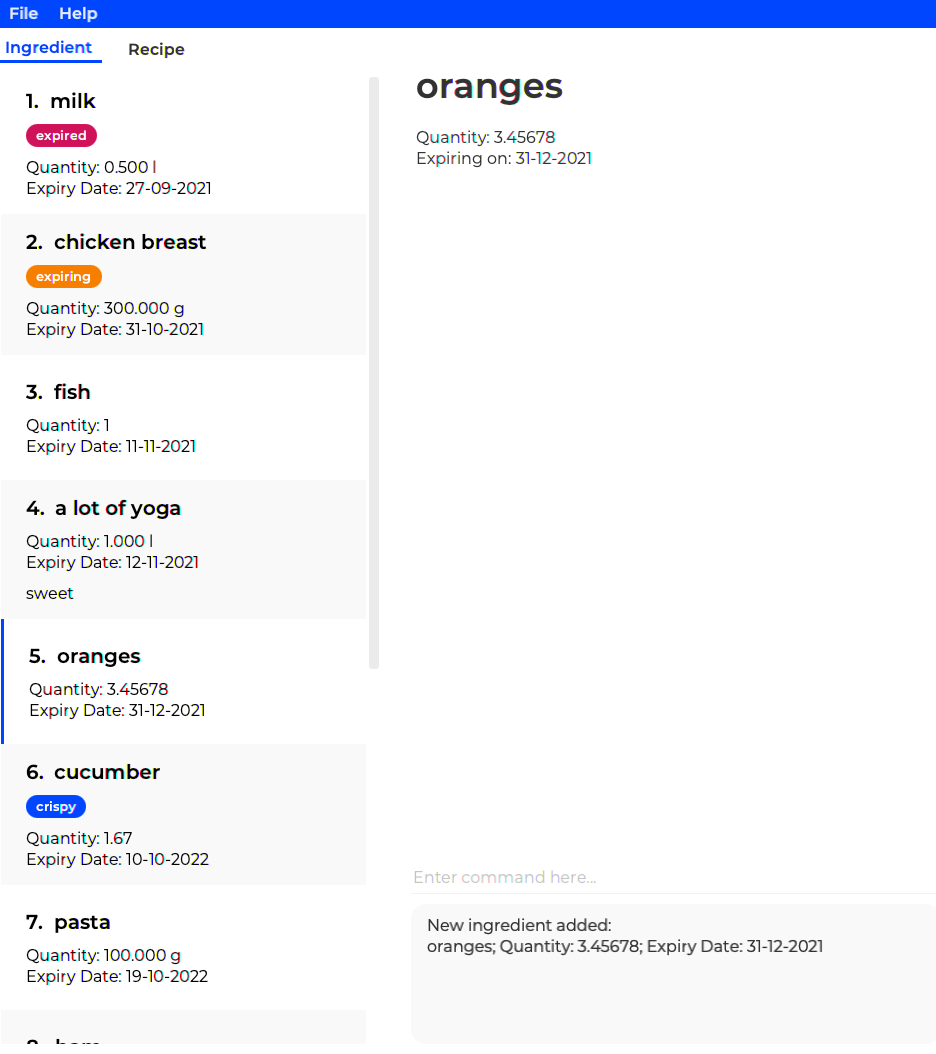 File Help
Ingredient Recipe
1. milk
expired
Quantity: 0.500 l
Expiry Date: 27-09-2021
2. chicken breast
expiring
Quantity: 300.000 g
Expiry Date: 31-10-2021
3. fish
Quantity: 1
Expiry Date: 11-11-2021
4. a lot of yoga
Quantity: 1.000 l
Expiry Date: 12-11-2021
sweet
5. oranges
Quantity: 3.45678
Expiry Date: 31-12-2021
6. cucumber
crispy
Quantity: 1.67
Expiry Date: 10-10-2022
7. pasta
Quantity: 100.000 g
Expiry Date: 19-10-2022
oranges
Quantity: 3.45678
Expiring on: 31-12-2021
Enter command here...
New ingredient added:
oranges; Quantity: 3.45678; Expiry Date: 31-12-2021